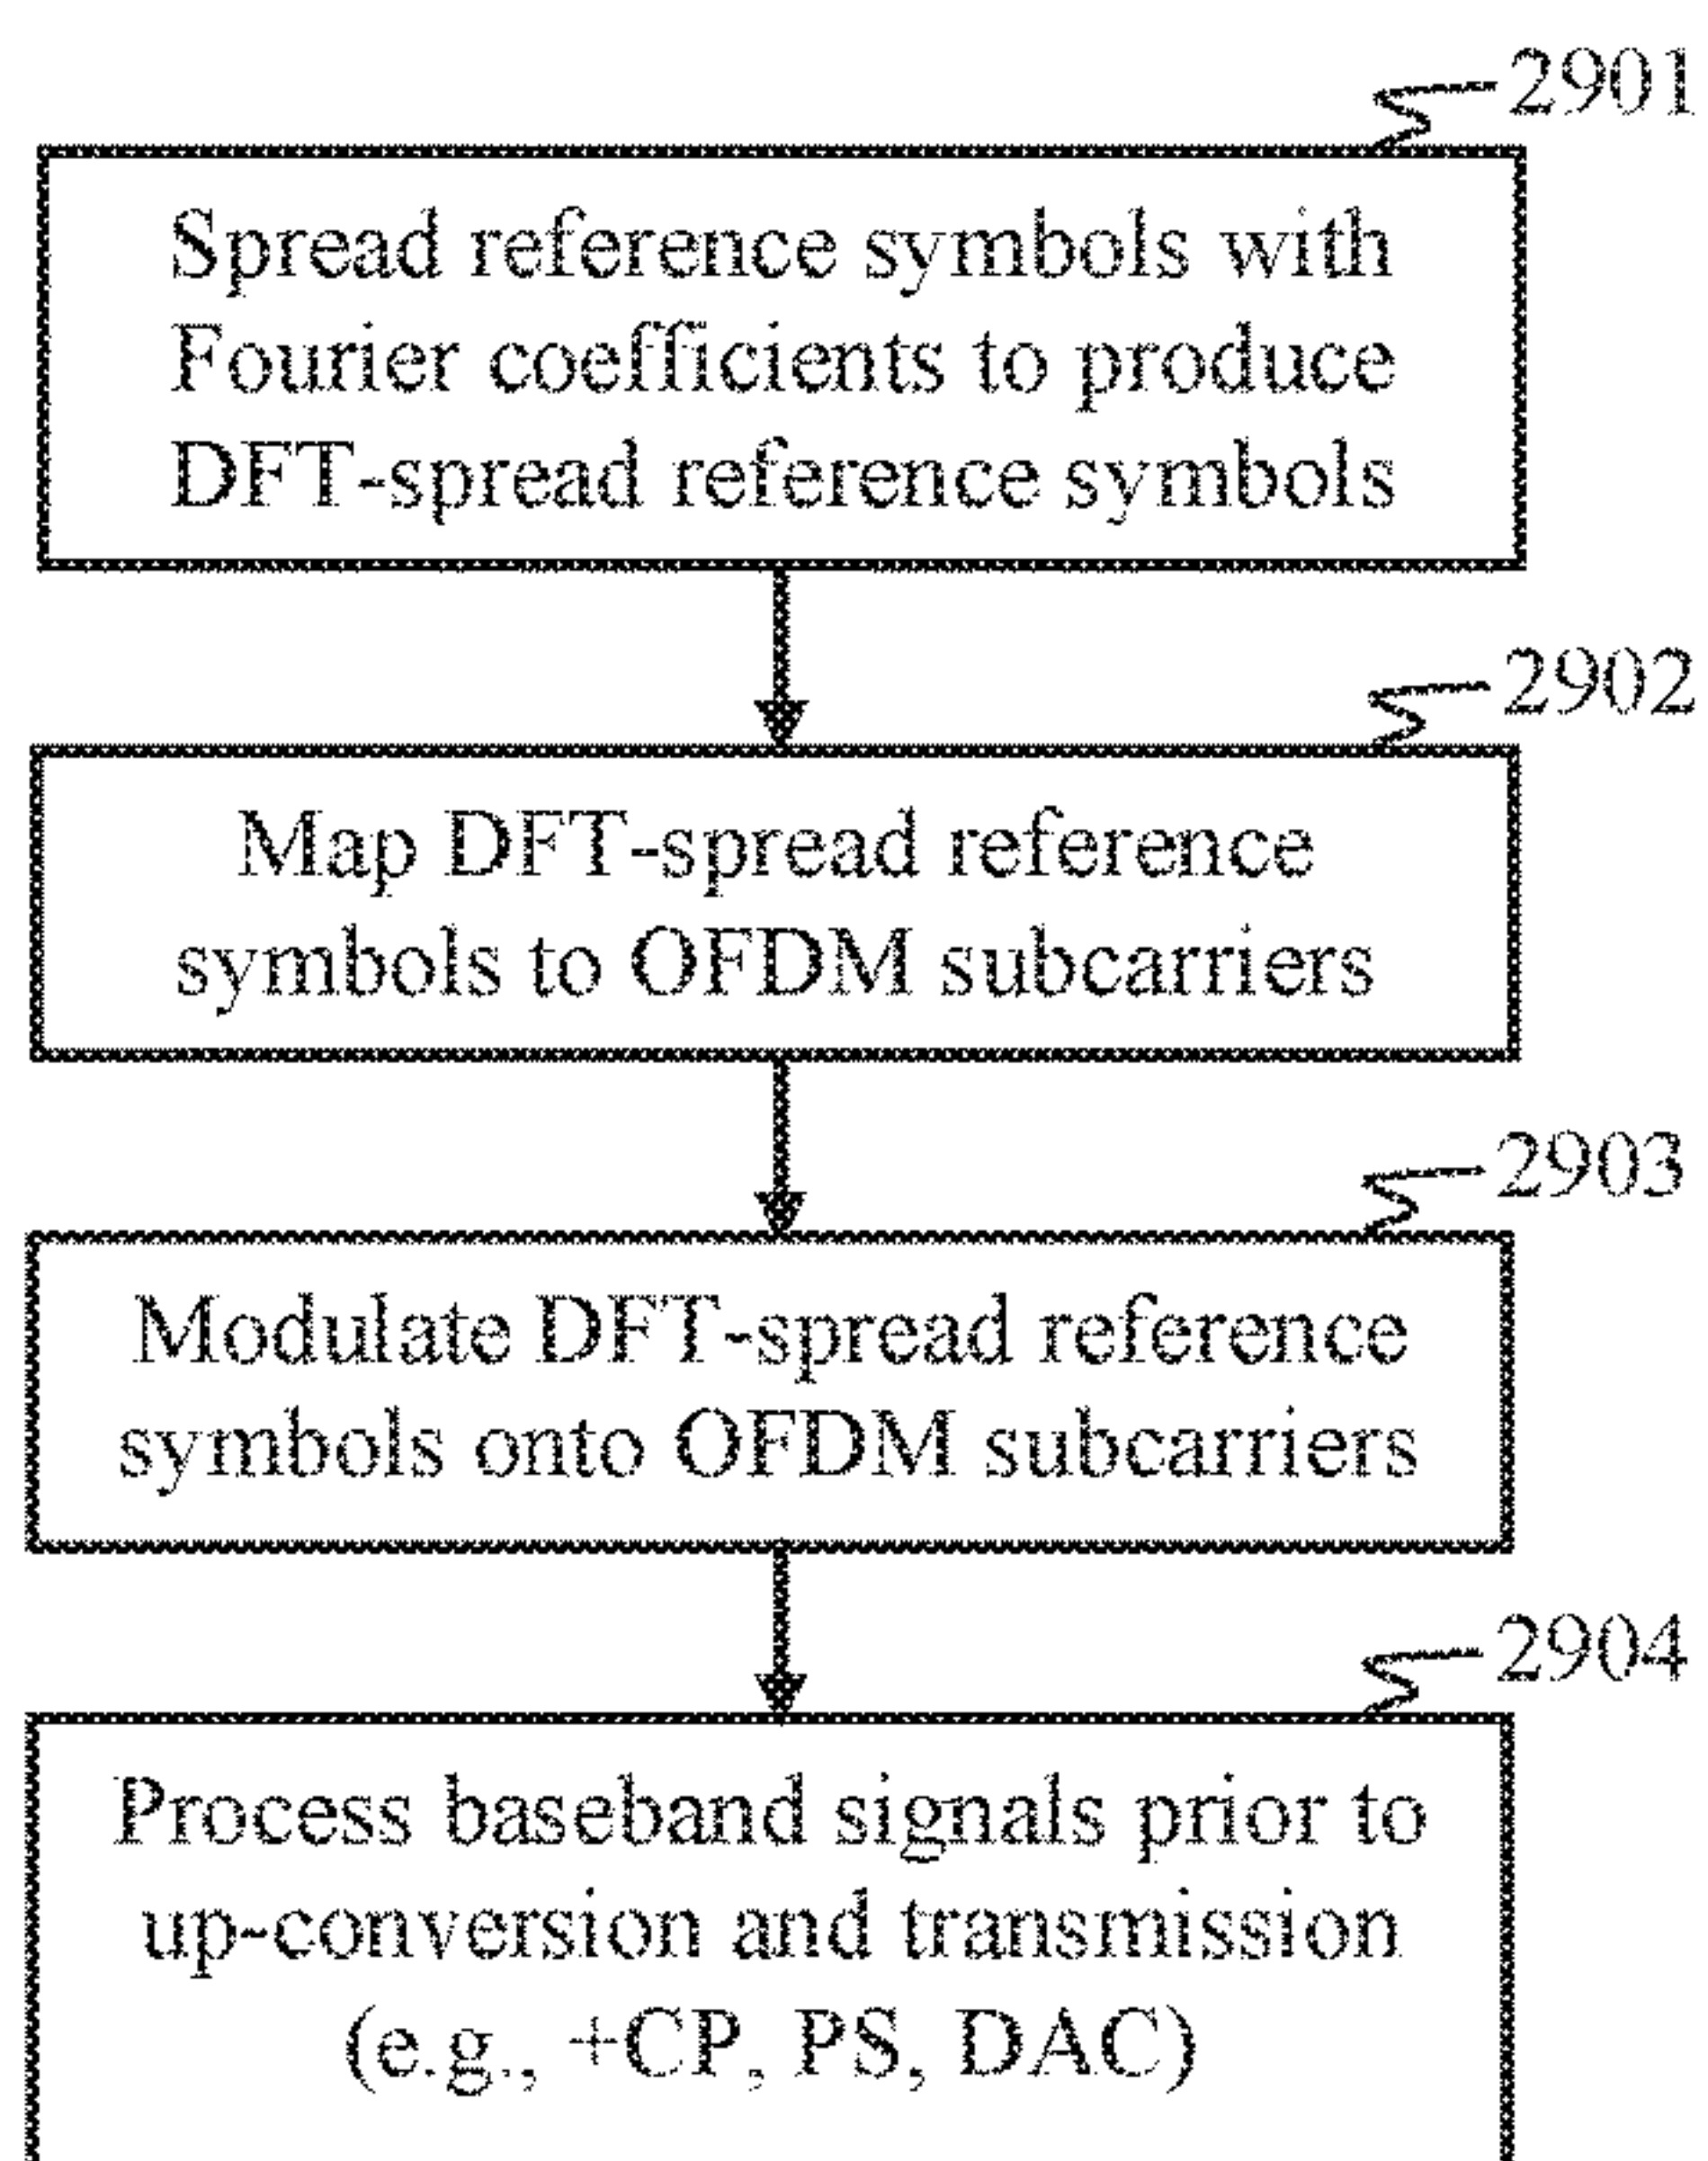 2901
Spread reference symbols with
Fourier coefficients to produce
DFT-spread reference symbols
2902
Map DFT-spread reference
symbols to OFDM subcarriers
2903
Modulate DFT-spread reference
symbols onto OFDM subcarriers
2904
Process baseband signals prior to
up-conversion and transmission
(e.g., +CP, PS, DAC)